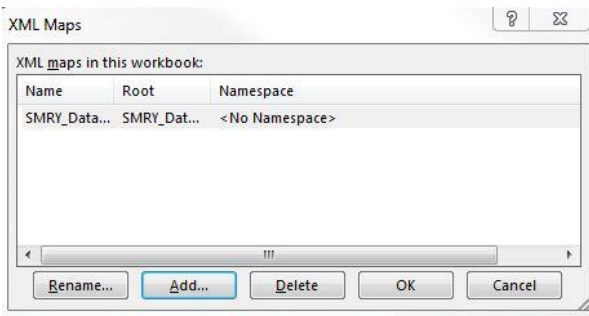 XML Maps
XML maps in this workbook:
Name Root Namespace
SMRY_Data... SMRY_Dat... <No Namespace>
Rename... Add... Delete OK Cancel